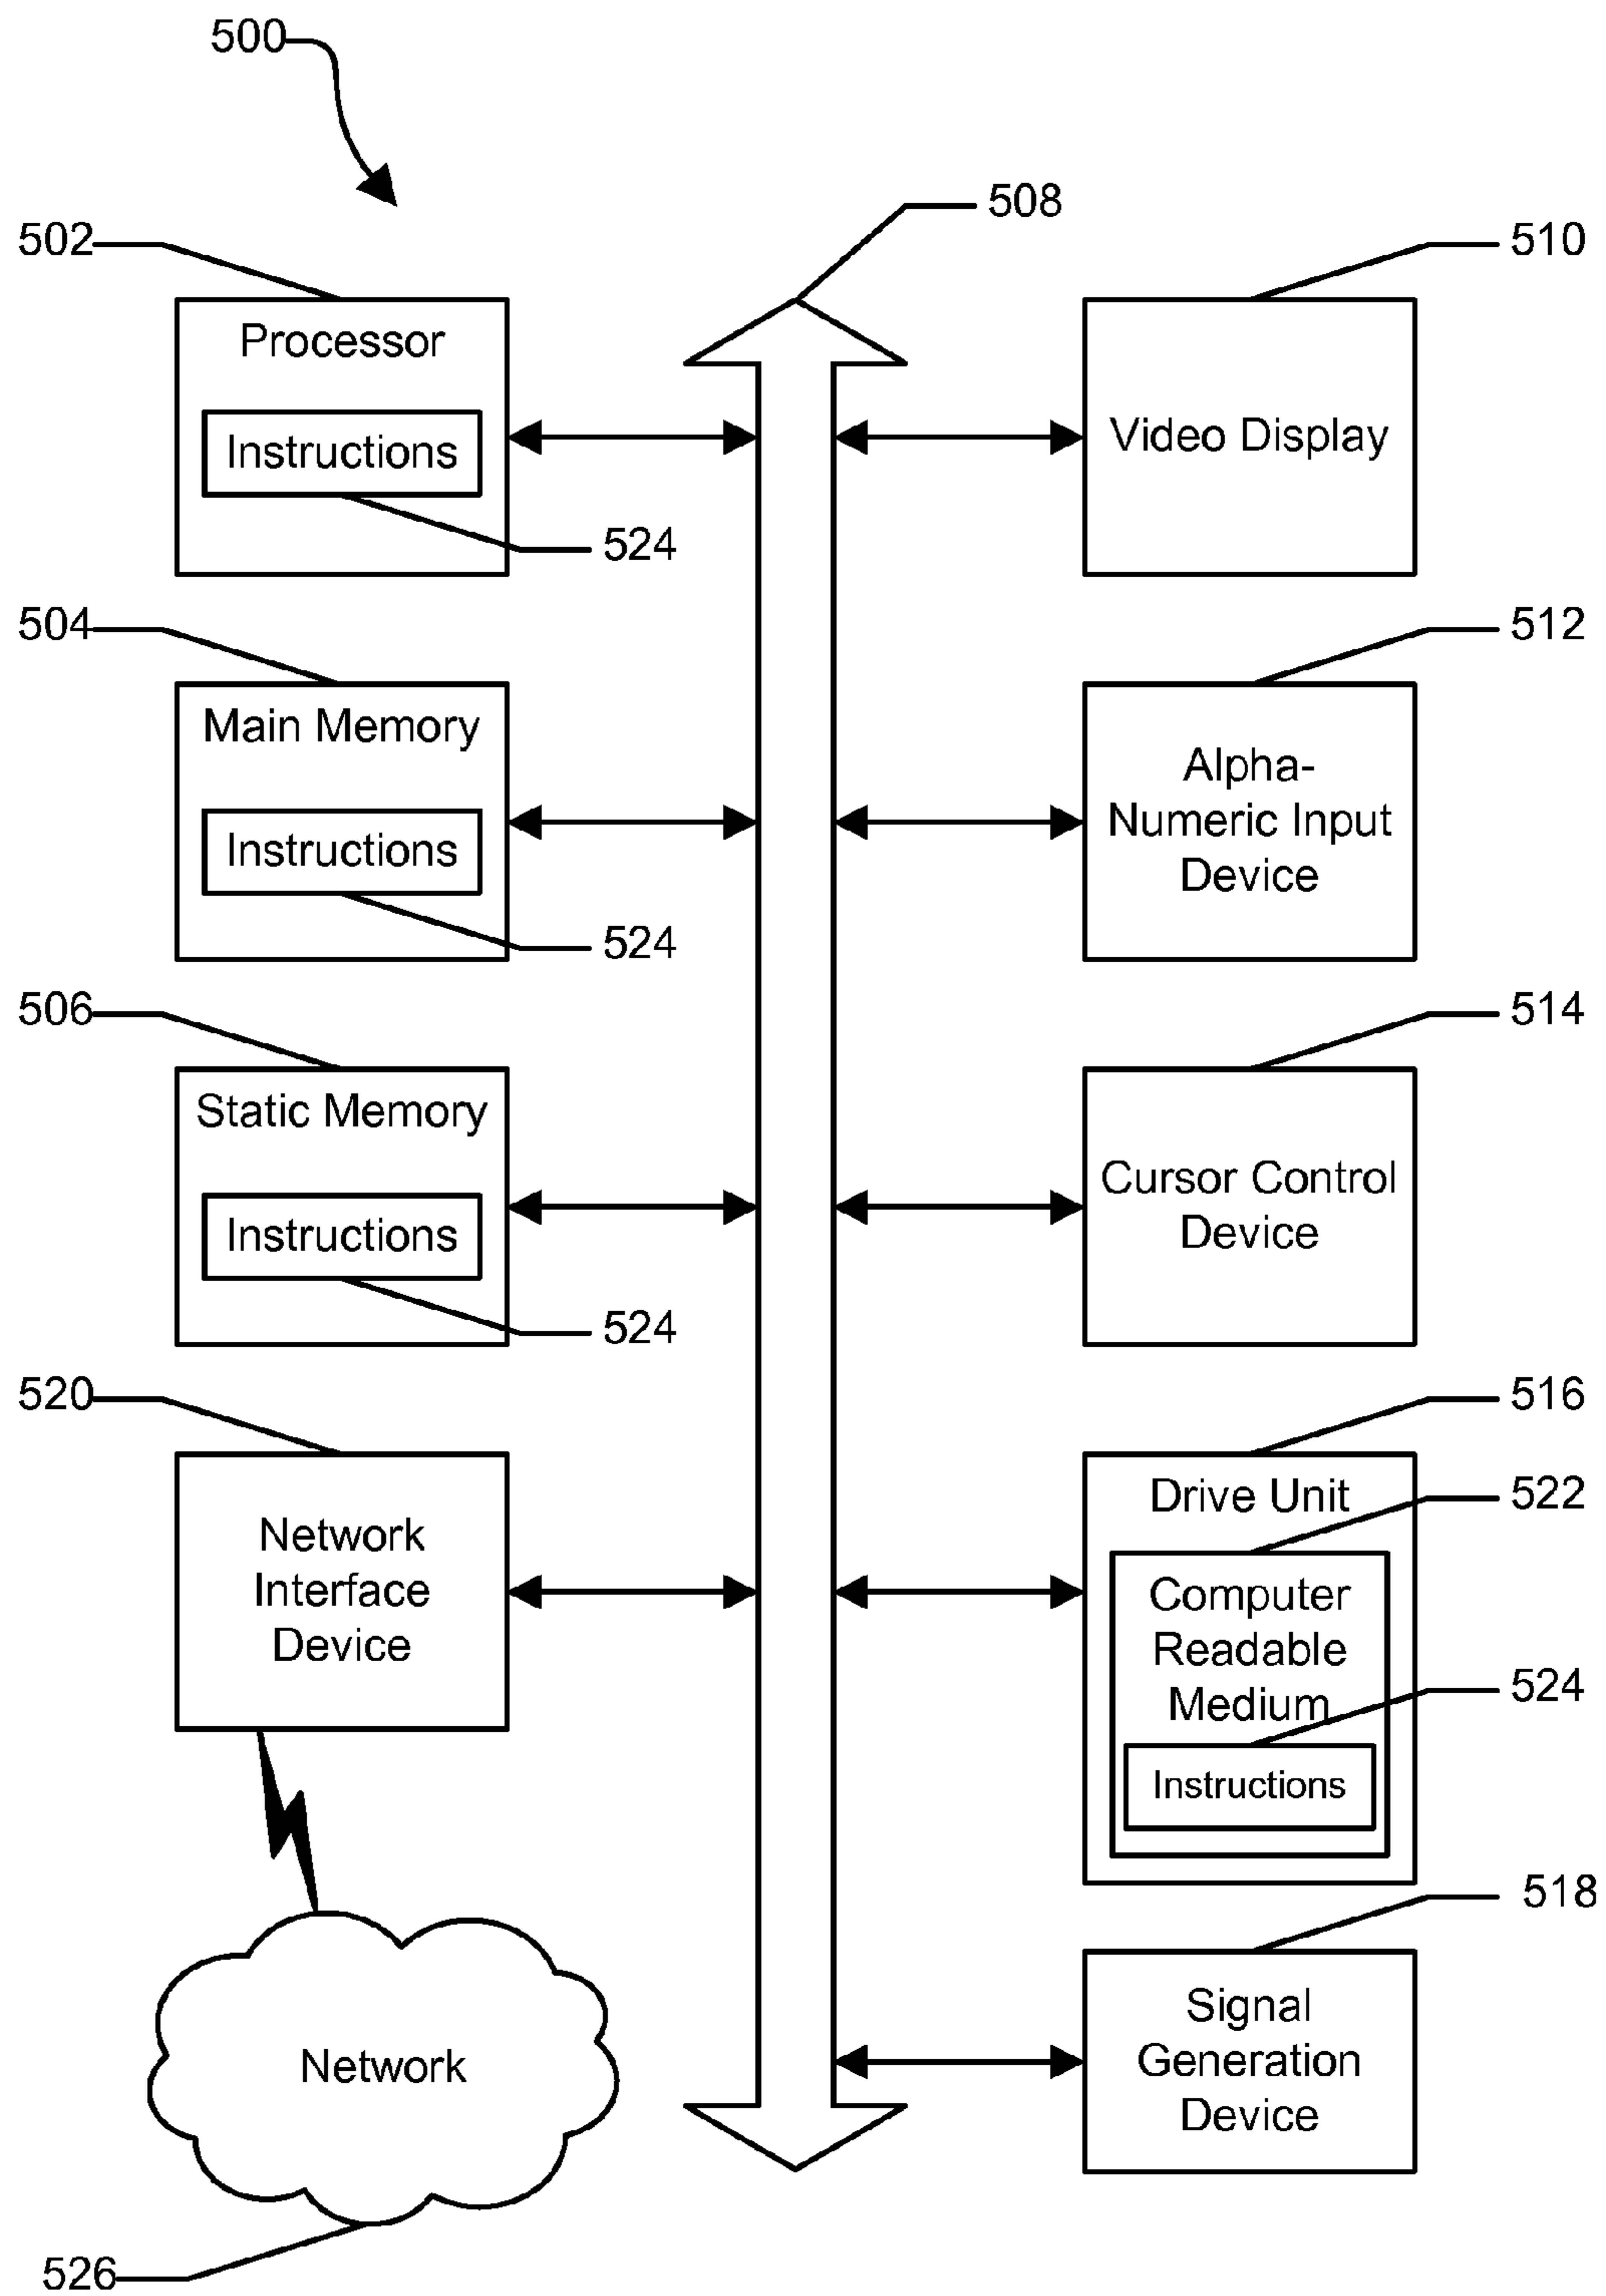 500
508
502
510
Processor
Instructions
Video Display
524
504
512
Main Memory
Instructions
Alpha-
Numeric Input
Device
524
506
514
Static Memory
Instructions
Cursor Control
Device
524
520
516
Network
Interface
Device
Drive Unit
522
Computer
Readable
Medium
524
Instructions
518
Network
Signal
Generation
Device
526